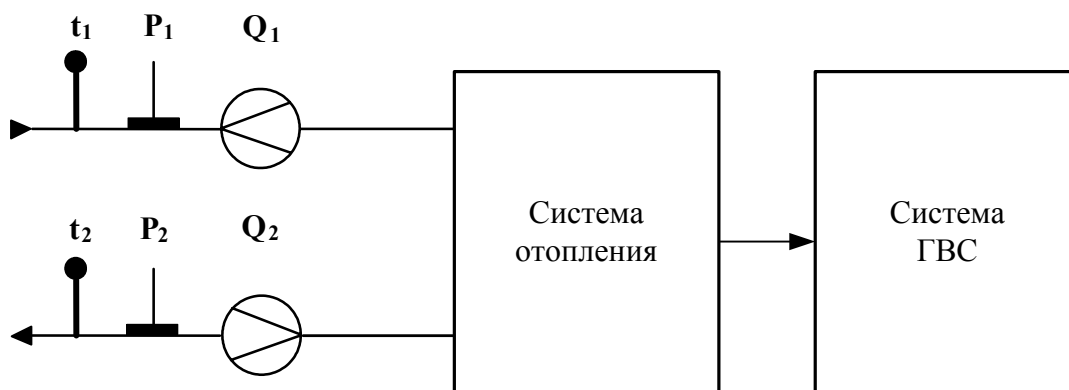 t₁ P₁ Q₁
t₂ P₂ Q₂
Система
отопления
Система
ГВС